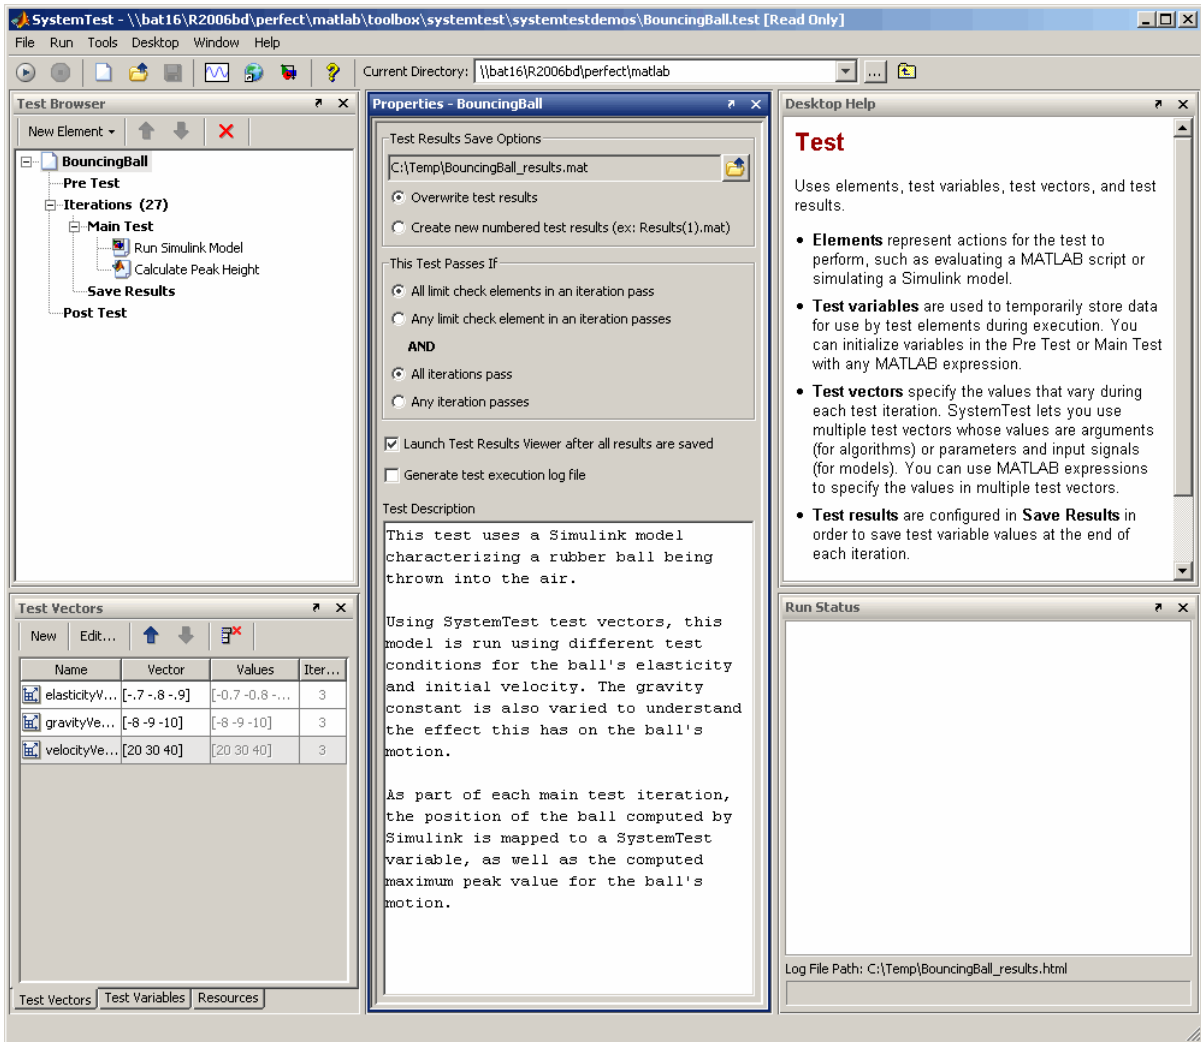 SystemTest - \\bat16\R2006bd\perfect\matlab\toolbox\systemtest\systemtestdemos\BouncingBall.test [Read Only]
File Run Tools Desktop Window Help
Current Directory: \\bat16\R2006bd\perfect\matlab ...
Test Browser
New Element
BouncingBall
Pre Test
Iterations (27)
Main Test
Run Simulink Model
Calculate Peak Height
Save Results
Post Test
Test Vectors
New Edit...
Name Vector Values Iter...
elasticityV... [-.7 -.8 -.9] [-0.7 -0.8 -... 3
gravityVe... [-8 -9 -10] [-8 -9 -10] 3
velocityVe... [20 30 40] [20 30 40] 3
Test Vectors Test Variables Resources
Properties - BouncingBall
Test Results Save Options
C:\Temp\BouncingBall_results.mat
Overwrite test results
Create new numbered test results (ex: Results(1).mat)
This Test Passes If
All limit check elements in an iteration pass
Any limit check element in an iteration passes
AND
All iterations pass
Any iteration passes
Launch Test Results Viewer after all results are saved
Generate test execution log file
Test Description
This test uses a Simulink model
characterizing a rubber ball being
thrown into the air.
Using SystemTest test vectors, this
model is run using different test
conditions for the ball's elasticity
and initial velocity. The gravity
constant is also varied to understand
the effect this has on the ball's
motion.
As part of each main test iteration,
the position of the ball computed by
Simulink is mapped to a SystemTest
variable, as well as the computed
maximum peak value for the ball's
motion.
Desktop Help
Test
Uses elements, test variables, test vectors, and test
results.
• Elements represent actions for the test to
perform, such as evaluating a MATLAB script or
simulating a Simulink model.
• Test variables are used to temporarily store data
for use by test elements during execution. You
can initialize variables in the Pre Test or Main Test
with any MATLAB expression.
• Test vectors specify the values that vary during
each test iteration. SystemTest lets you use
multiple test vectors whose values are arguments
(for algorithms) or parameters and input signals
(for models). You can use MATLAB expressions
to specify the values in multiple test vectors.
• Test results are configured in Save Results in
order to save test variable values at the end of
each iteration.
Run Status
Log File Path: C:\Temp\BouncingBall_results.html